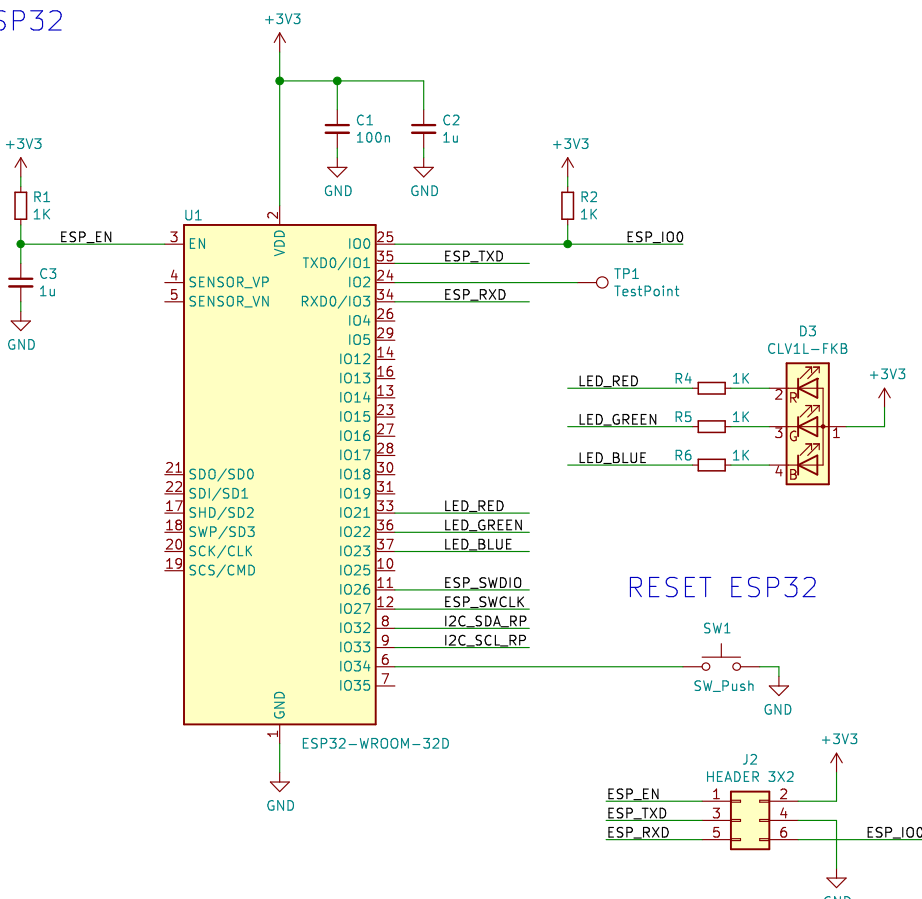 SP32
+3V3
C1
100n
C2
1u
GND
GND
+3V3
R1
1K
ESP_EN
C3
1u
GND
+3V3
R2
1K
ESP_IO0
U1
2
VDD
3 EN
4 SENSOR_VP
5 SENSOR_VN
21 SDO/SD0
22 SDI/SD1
17 SHD/SD2
18 SWP/SD3
20 SCK/CLK
19 SCS/CMD
IO0 25
TXD0/IO1 35 ESP_TXD
IO2 24
RXD0/IO3 34 ESP_RXD
IO4 26
IO5 29
IO12 14
IO13 16
IO14 13
IO15 23
IO16 27
IO17 28
IO18 30
IO19 31
IO21 33 LED_RED
IO22 36 LED_GREEN
IO23 37 LED_BLUE
IO25 10
IO26 11 ESP_SWDIO
IO27 12 ESP_SWCLK
IO32 8 I2C_SDA_RP
IO33 9 I2C_SCL_RP
IO34 6
IO35 7
GND
1
ESP32-WROOM-32D
GND
TP1
TestPoint
D3
CLV1L-FKB
+3V3
LED_RED R4 1K 2 R
LED_GREEN R5 1K 3 G 1
LED_BLUE R6 1K 4 B
RESET ESP32
SW1
SW_Push
GND
+3V3
J2
HEADER 3X2
ESP_EN 1 2
ESP_TXD 3 4
ESP_RXD 5 6 ESP_IO0
GND